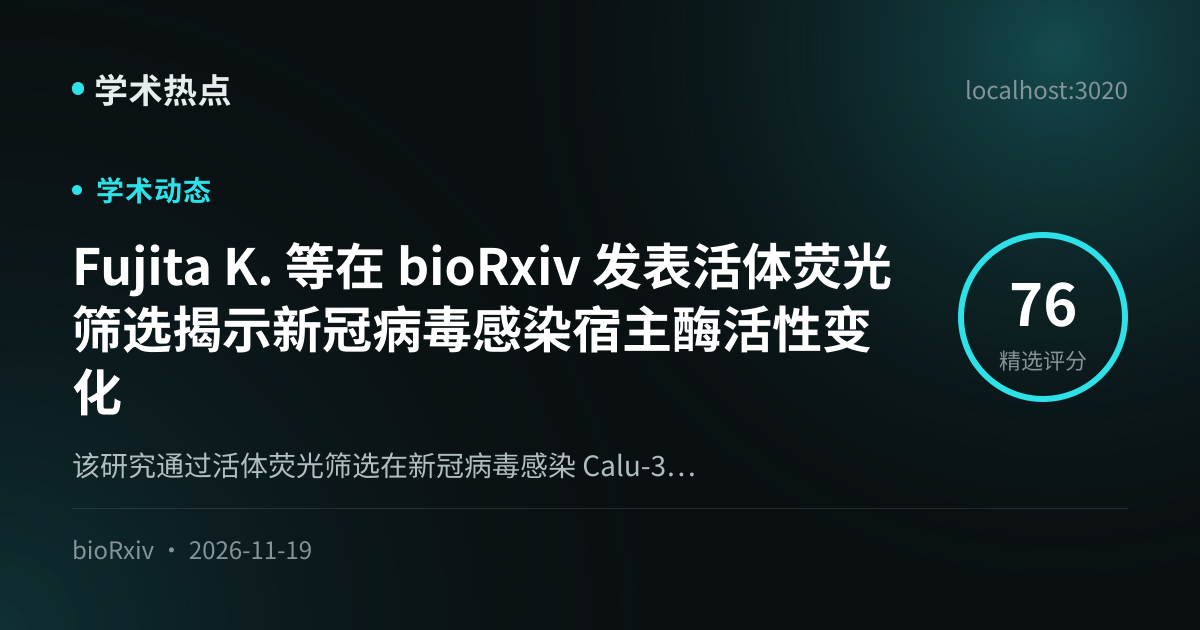 学术热点
localhost:3020
学术动态
Fujita K. 等在 bioRxiv 发表活体荧光
筛选揭示新冠病毒感染宿主酶活性变
化
76
精选评分
该研究通过活体荧光筛选在新冠病毒感染 Calu-3…
bioRxiv · 2026-11-19